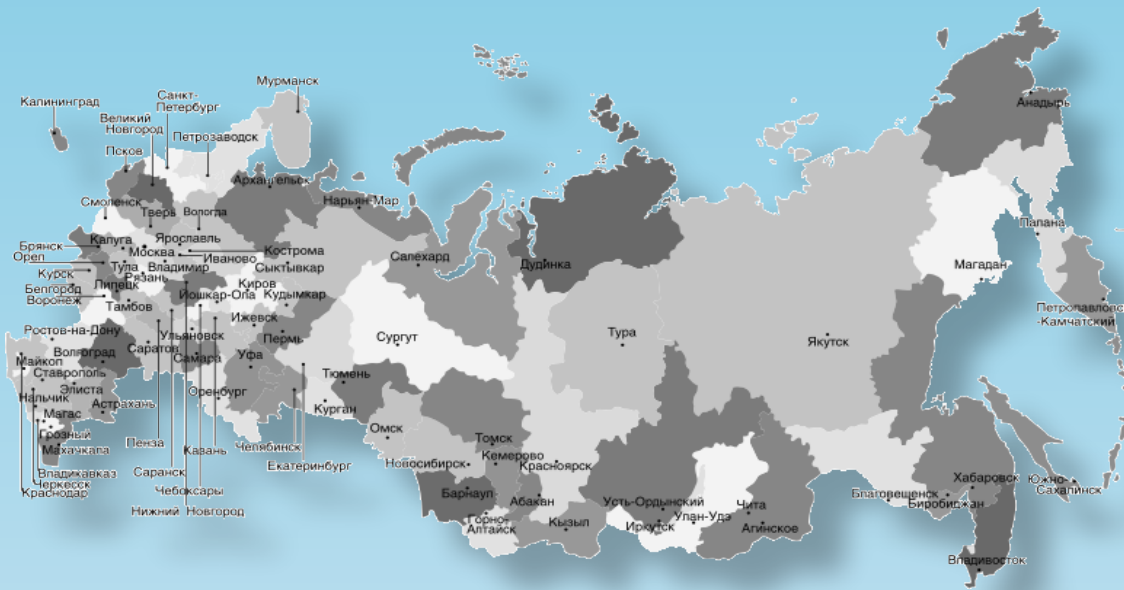 Мурманск
Санкт-
Петербург
Калининград
Великий
Новгород
Петрозаводск
Псков
Анадырь
Архангельск
Нарьян-Мар
Смоленск
Тверь
Вологда
Палана
Калуга
Ярославль
Брянск
Москва
Кострома
Орел
Иваново
Салехард
Тула
Владимир
Сыктывкар
Дудинка
Магадан
Курск
Рязань
Белгород
Липецк
Киров
Воронеж
Йошкар-Ола
Кудымкар
Тамбов
Петропавловс
-Камчатский
Ижевск
Ростов-на-Дону
Ульяновск
Пермь
Сургут
Тура
Якутск
Волгоград
Саратов
Самара
Уфа
Майкоп
Ставрополь
Тюмень
Элиста
Оренбург
Нальчик
Астрахань
Курган
Магас
Грозный
Омск
Махачкала
Пенза
Казань
Челябинск
Томск
Екатеринбург
Кемерово
Новосибирск
Красноярск
Владикавказ
Саранск
Черкесск
Краснодар
Чебоксары
Барнаул
Абакан
Усть-Ордынский
Чита
Благовещенск
Хабаровск
Южно-
Сахалинск
Биробиджан
Нижний Новгород
Горно-
Алтайск
Кызыл
Иркутск
Улан-Удэ
Агинское
Владивосток